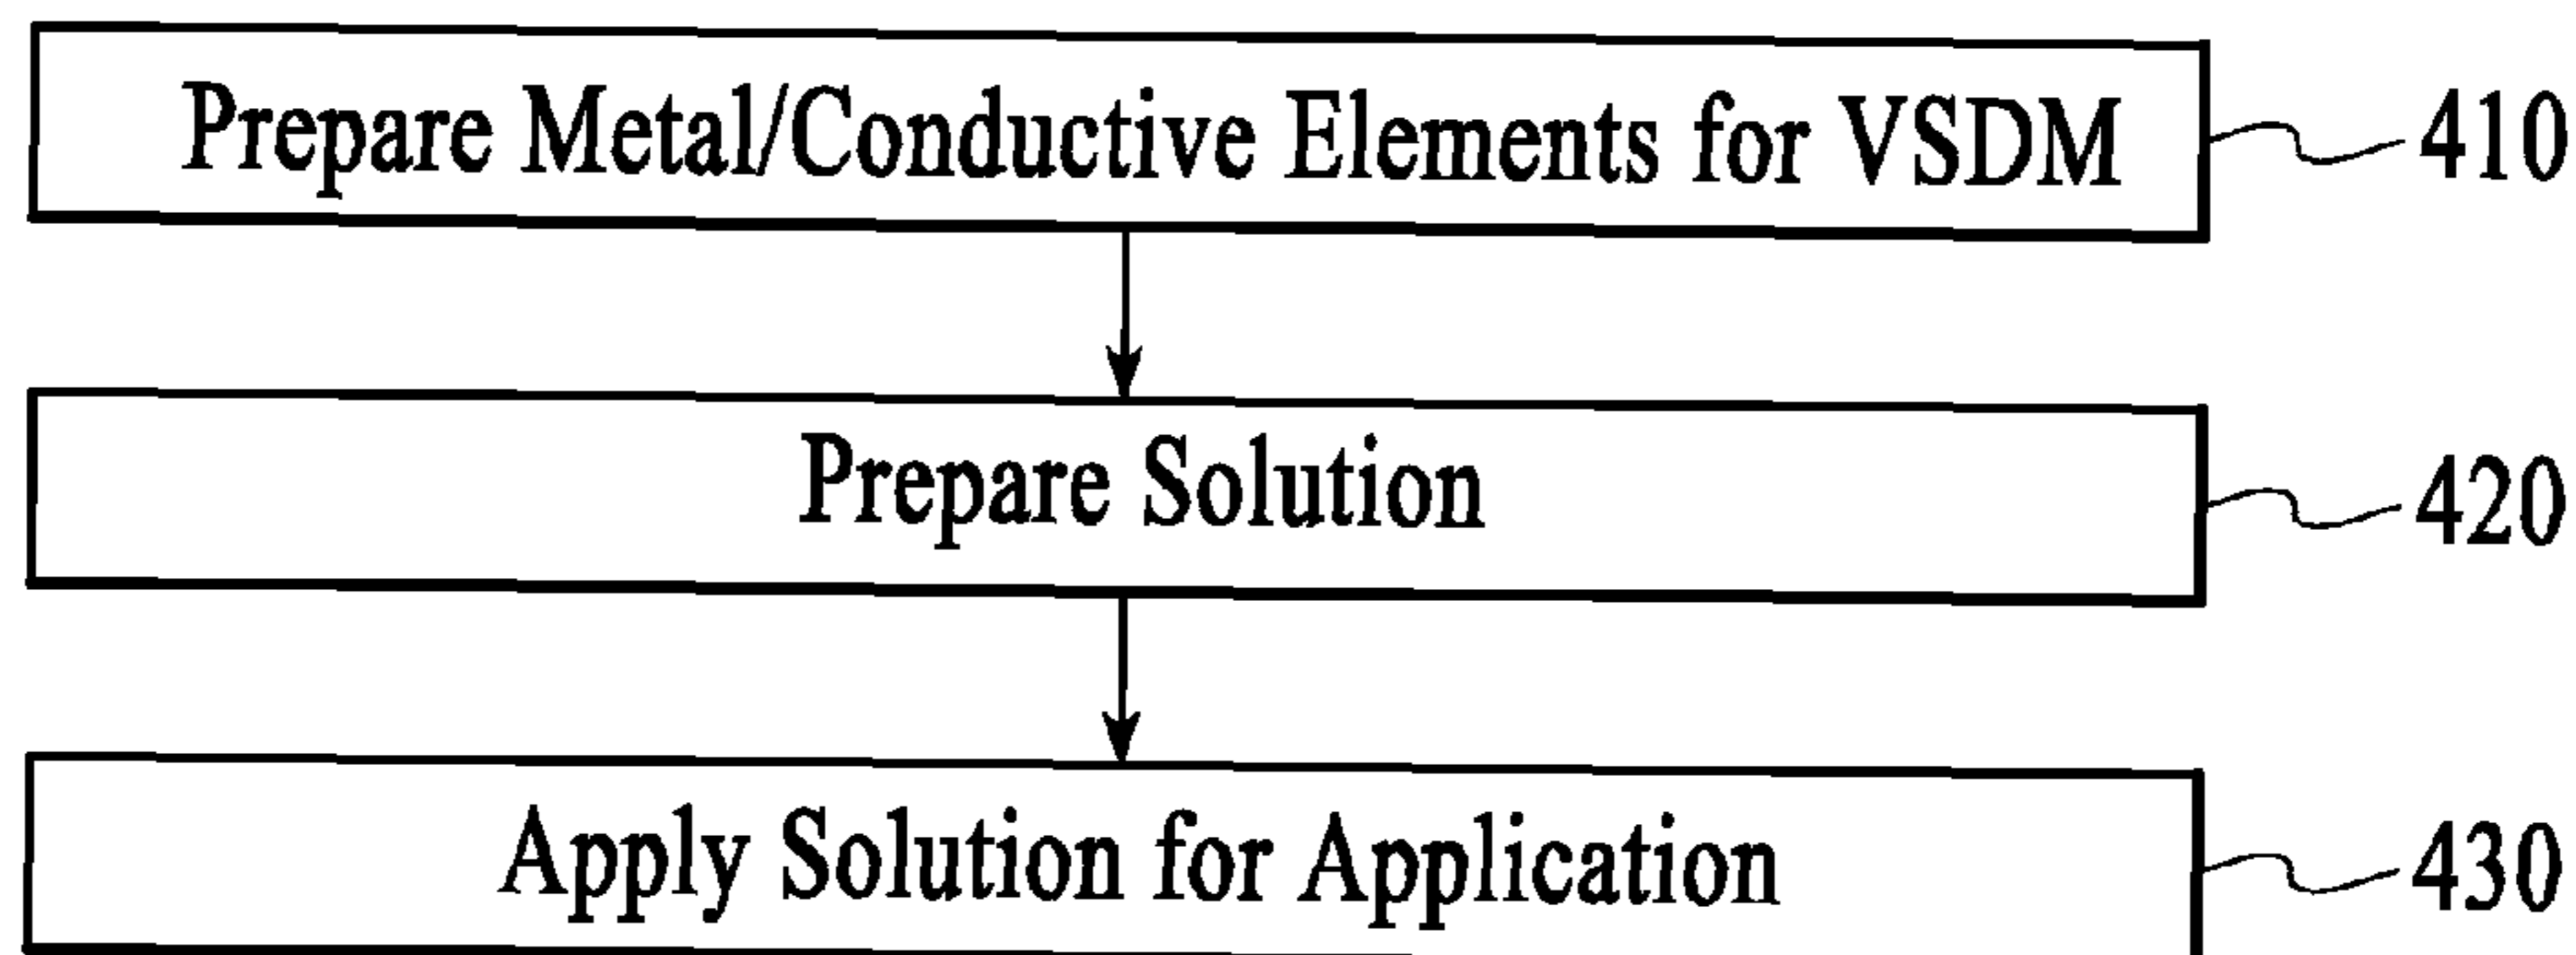 Prepare Metal/Conductive Elements for VSDM
410
Prepare Solution
420
Apply Solution for Application
430